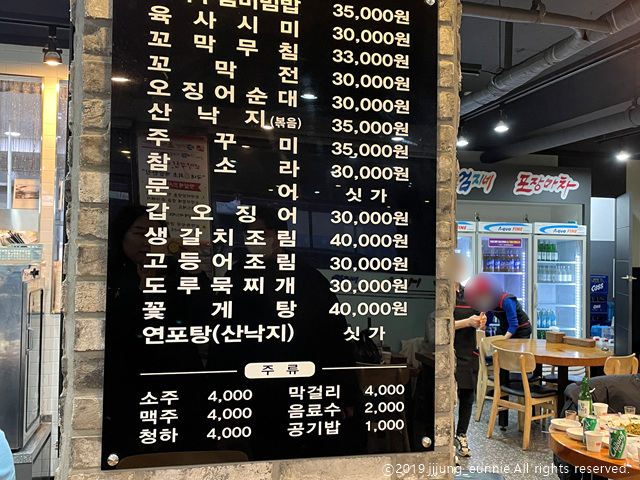 비빔밥 35,000원
육사시미 30,000원
꼬막무침 33,000원
꼬막전 30,000원
오징어순대 30,000원
산낙지(볶음) 35,000원
주꾸미 35,000원
참소라 30,000원
문어 싯가
갑오징어 30,000원
생갈치조림 40,000원
고등어조림 30,000원
도루묵찌개 30,000원
꽃게탕 40,000원
연포탕(산낙지) 싯가
주류
소주 4,000 막걸리 4,000
맥주 4,000 음료수 2,000
청하 4,000 공기밥 1,000
포장마차
©2019.jjung_eunnie.All rights reserved.